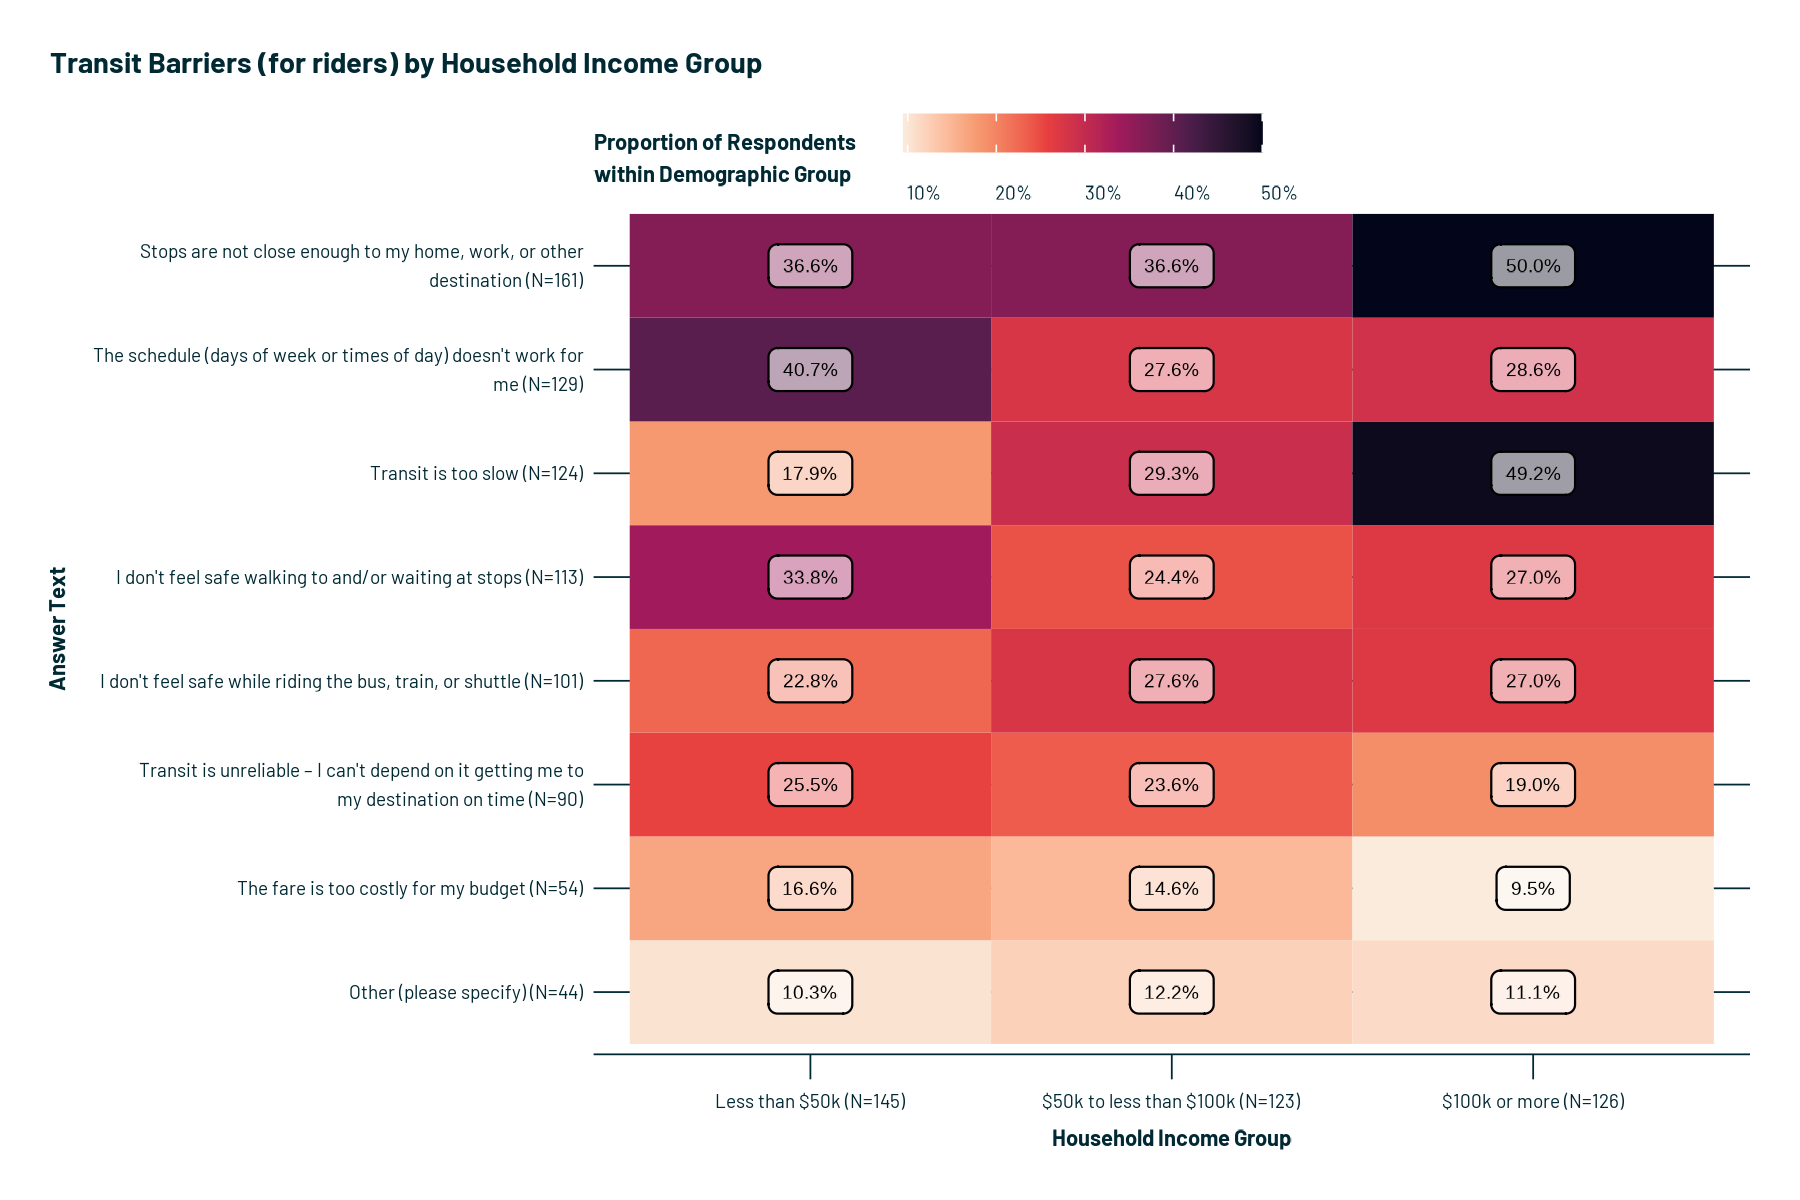 Transit Barriers (for riders) by Household Income Group
Proportion of Respondents
within Demographic Group
10% 20% 30% 40% 50%
Answer Text
Stops are not close enough to my home, work, or other
destination (N=161)
36.6% 36.6% 50.0%
The schedule (days of week or times of day) doesn't work for
me (N=129)
40.7% 27.6% 28.6%
Transit is too slow (N=124)
17.9% 29.3% 49.2%
I don't feel safe walking to and/or waiting at stops (N=113)
33.8% 24.4% 27.0%
I don't feel safe while riding the bus, train, or shuttle (N=101)
22.8% 27.6% 27.0%
Transit is unreliable – I can't depend on it getting me to
my destination on time (N=90)
25.5% 23.6% 19.0%
The fare is too costly for my budget (N=54)
16.6% 14.6% 9.5%
Other (please specify) (N=44)
10.3% 12.2% 11.1%
Less than $50k (N=145) $50k to less than $100k (N=123) $100k or more (N=126)
Household Income Group